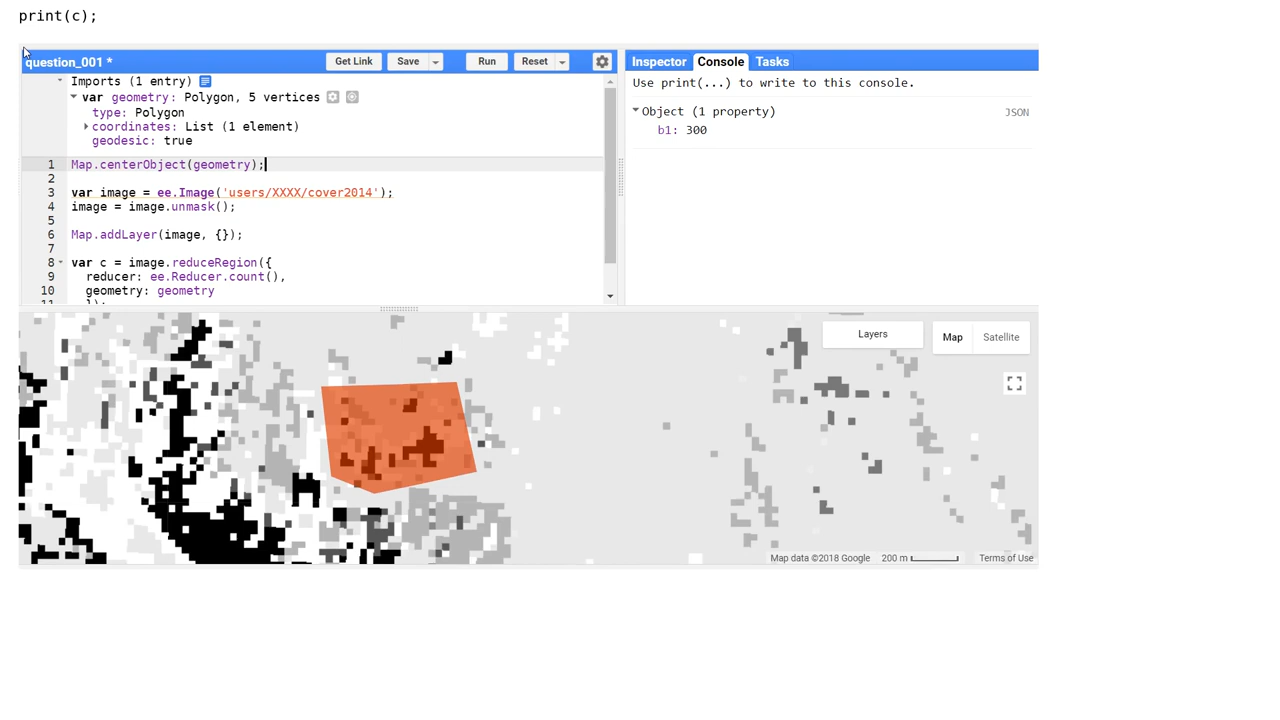 print(c);
question_001 *
Get Link
Save
Run
Reset
Imports (1 entry)
var geometry: Polygon, 5 vertices
type: Polygon
coordinates: List (1 element)
geodesic: true
1 Map.centerObject(geometry);
2
3 var image = ee.Image('users/XXXX/cover2014');
4 image = image.unmask();
5
6 Map.addLayer(image, {});
7
8 var c = image.reduceRegion({
9 reducer: ee.Reducer.count(),
10 geometry: geometry
11 });
Inspector Console Tasks
Use print(...) to write to this console.
Object (1 property) JSON
b1: 300
Layers
Map Satellite
Map data ©2018 Google 200 m Terms of Use